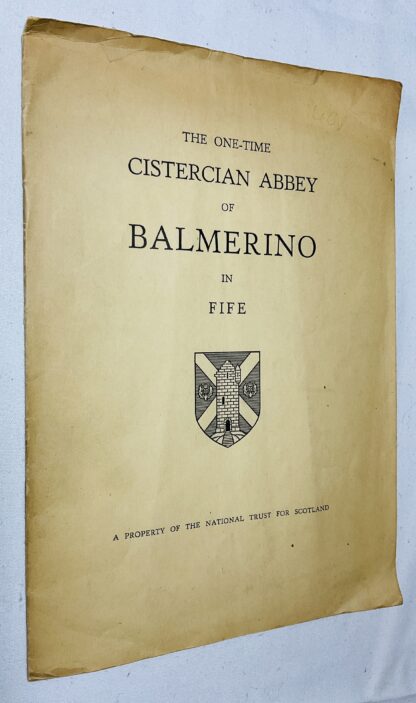 THE ONE-TIME
CISTERCIAN ABBEY
OF
BALMERINO
IN
FIFE
A PROPERTY OF THE NATIONAL TRUST FOR SCOTLAND